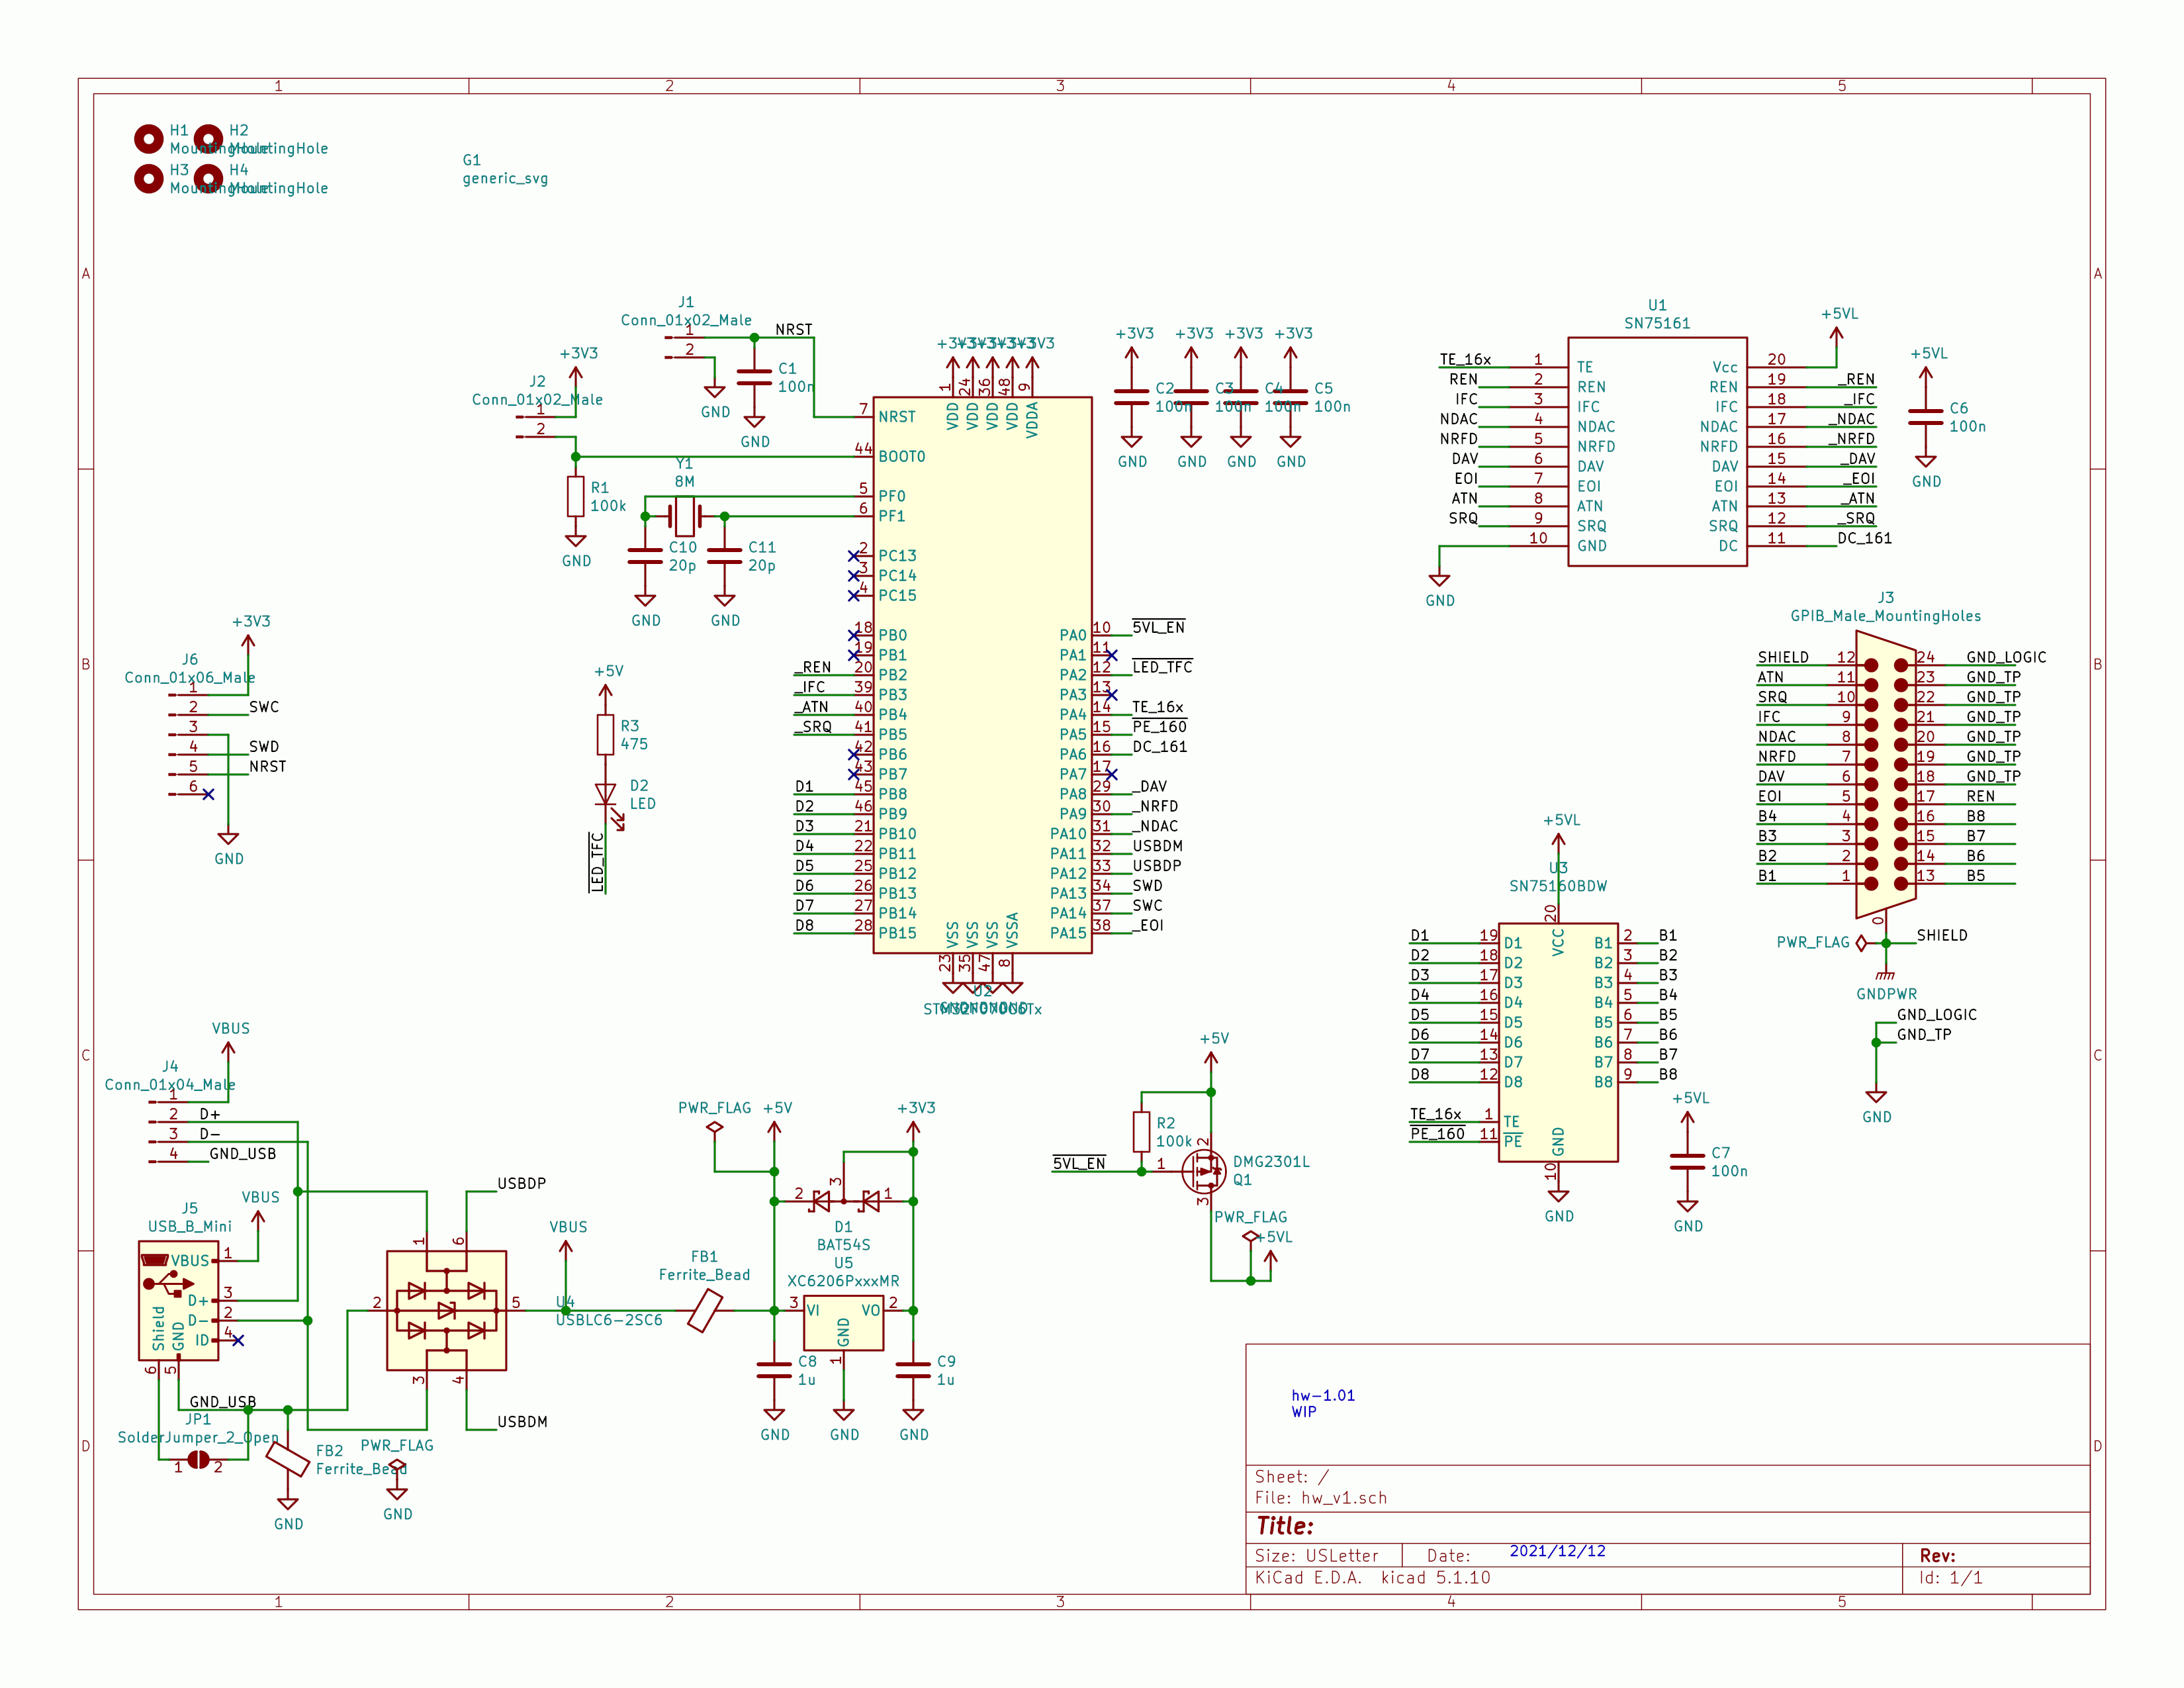 1 2 3 4 5
H1
MountingHole
H2
MountingHole
H3
MountingHole
H4
MountingHole
G1
generic_svg
A
A
B
B
C
C
D
D
J1
Conn_01x02_Male
1
2
NRST
C1
100n
GND
GND
+3V3
J2
Conn_01x02_Male
1
2
R1
100k
GND
Y1
8M
C10
20p
C11
20p
GND
GND
+3V3
+3V3
+3V3
+3V3
+3V3
1 VDD
24 VDD
36 VDD
48 VDD
9 VDDA
7 NRST
44 BOOT0
5 PF0
6 PF1
2 PC13
3 PC14
4 PC15
18 PB0
19 PB1
_REN 20 PB2
_IFC 39 PB3
_ATN 40 PB4
_SRQ 41 PB5
42 PB6
43 PB7
D1 45 PB8
D2 46 PB9
D3 21 PB10
D4 22 PB11
D5 25 PB12
D6 26 PB13
D7 27 PB14
D8 28 PB15
PA0 10 5VL_EN
PA1 11
PA2 12 LED_TFC
PA3 13
PA4 14 TE_16x
PA5 15 PE_160
PA6 16 DC_161
PA7 17
PA8 29 _DAV
PA9 30 _NRFD
PA10 31 _NDAC
PA11 32 USBDM
PA12 33 USBDP
PA13 34 SWD
PA14 37 SWC
PA15 38 _EOI
VSS 23
VSS 35
VSS 47
VSSA 8
GND
GND
GND
GND
U2
STM32F070C6Tx
+3V3
C2
100n
GND
+3V3
C3
100n
GND
+3V3
C4
100n
GND
+3V3
C5
100n
GND
U1
SN75161
TE_16x 1 TE
REN 2 REN
IFC 3 IFC
NDAC 4 NDAC
NRFD 5 NRFD
DAV 6 DAV
EOI 7 EOI
ATN 8 ATN
SRQ 9 SRQ
10 GND
GND
+5VL
Vcc 20
REN 19 _REN
IFC 18 _IFC
NDAC 17 _NDAC
NRFD 16 _NRFD
DAV 15 _DAV
EOI 14 _EOI
ATN 13 _ATN
SRQ 12 _SRQ
DC 11 DC_161
+5VL
C6
100n
GND
J3
GPIB_Male_MountingHoles
SHIELD 12 24 GND_LOGIC
ATN 11 23 GND_TP
SRQ 10 22 GND_TP
IFC 9 21 GND_TP
NDAC 8 20 GND_TP
NRFD 7 19 GND_TP
DAV 6 18 GND_TP
EOI 5 17 REN
B4 4 16 B8
B3 3 15 B7
B2 2 14 B6
B1 1 13 B5
0
PWR_FLAG SHIELD
GNDPWR
GND_LOGIC
GND_TP
GND
+3V3
J6
Conn_01x06_Male
1
2 SWC
3
4 SWD
5 NRST
6
GND
+5V
R3
475
D2
LED
LED_TFC
+5VL
U3
SN75160BDW
20 VCC
D1 19 D1 B1 2 B1
D2 18 D2 B2 3 B2
D3 17 D3 B3 4 B3
D4 16 D4 B4 5 B4
D5 15 D5 B5 6 B5
D6 14 D6 B6 7 B6
D7 13 D7 B7 8 B7
D8 12 D8 B8 9 B8
TE_16x 1 TE
PE_160 11 PE
GND 10
GND
+5VL
C7
100n
GND
VBUS
J4
Conn_01x04_Male
1
2 D+
3 D-
4 GND_USB
VBUS
J5
USB_B_Mini
VBUS 1
D+ 3
D- 2
ID 4
Shield 6
GND 5
GND_USB
JP1
SolderJumper_2_Open
1 2
FB2
Ferrite_Bead
GND
PWR_FLAG
GND
USBDP
1 6
2 5
3 4
USBDM
U4
USBLC6-2SC6
VBUS
FB1
Ferrite_Bead
PWR_FLAG +5V
+3V3
2 3 1
D1
BAT54S
U5
XC6206PxxxMR
3 VI VO 2
GND
1
C8
1u
C9
1u
GND
GND
GND
+5V
R2
100k
5VL_EN
1
2
3
DMG2301L
Q1
PWR_FLAG
+5VL
hw-1.01
WIP
Sheet: /
File: hw_v1.sch
Title:
Size: USLetter Date: 2021/12/12 Rev:
KiCad E.D.A. kicad 5.1.10 Id: 1/1
1 2 3 4 5